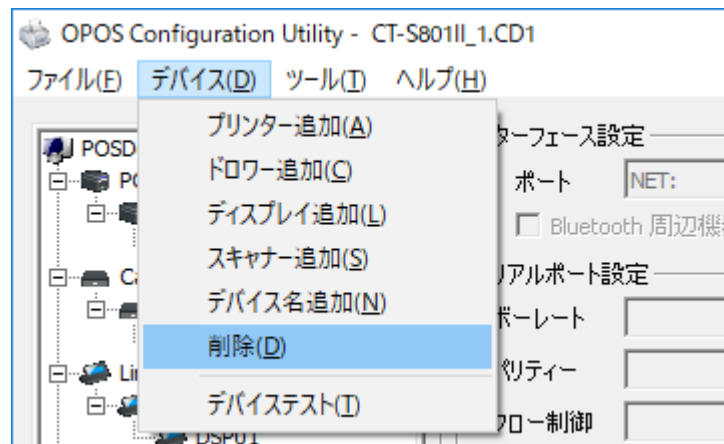 OPOS Configuration Utility - CT-S801II_1.CD1
ファイル(F) デバイス(D) ツール(T) ヘルプ(H)
プリンター追加(A)
ドロワー追加(C)
ディスプレイ追加(L)
スキャナー追加(S)
デバイス名追加(N)
削除(D)
デバイステスト(T)
POSD
ターフェース設定
ポート NET:
Bluetooth 周辺機
リアルポート設定
ボーレート
パリティー
フロー制御